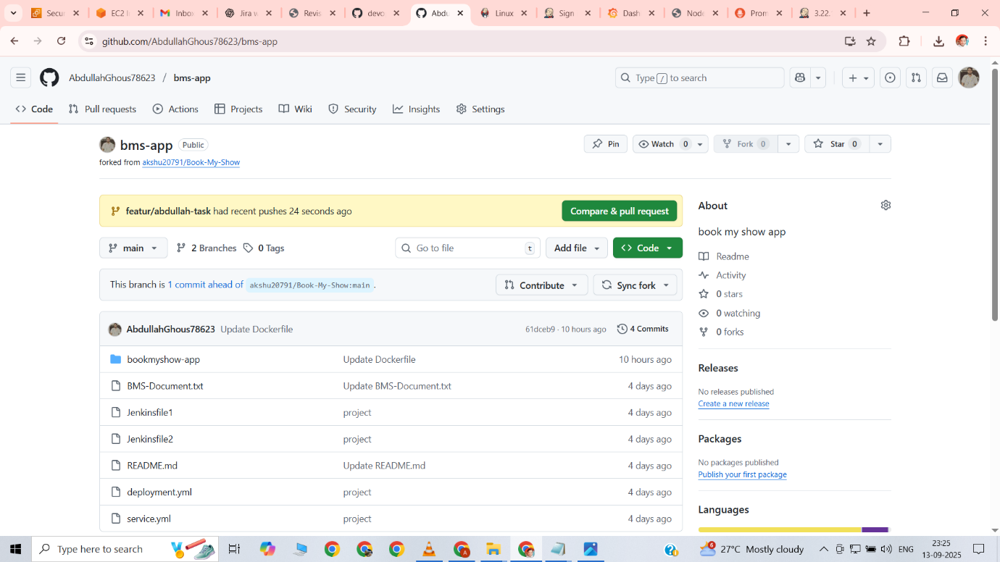 Secu
EC2 I
Inbo
Jira w
Revis
devo
Abdu
Linux
Sign
Dash
Node
Prom
3.22.
github.com/AbdullahGhous78623/bms-app
AbdullahGhous78623 / bms-app
Type / to search
Code
Pull requests
Actions
Projects
Wiki
Security
Insights
Settings
bms-app Public
Pin
Watch 0
Fork 0
Star 0
forked from akshu20791/Book-My-Show
featur/abdullah-task had recent pushes 24 seconds ago
Compare & pull request
main
2 Branches
0 Tags
Go to file t
Add file
Code
This branch is 1 commit ahead of akshu20791/Book-My-Show:main .
Contribute
Sync fork
AbdullahGhous78623 Update Dockerfile 61dceb9 · 10 hours ago 4 Commits
bookmyshow-app Update Dockerfile 10 hours ago
BMS-Document.txt Update BMS-Document.txt 4 days ago
Jenkinsfile1 project 4 days ago
Jenkinsfile2 project 4 days ago
README.md Update README.md 4 days ago
deployment.yml project 4 days ago
service.yml project 4 days ago
About
book my show app
Readme
Activity
0 stars
0 watching
0 forks
Releases
No releases published
Create a new release
Packages
No packages published
Publish your first package
Languages
Type here to search
A
6
27°C Mostly cloudy
ENG
23:25
13-09-2025